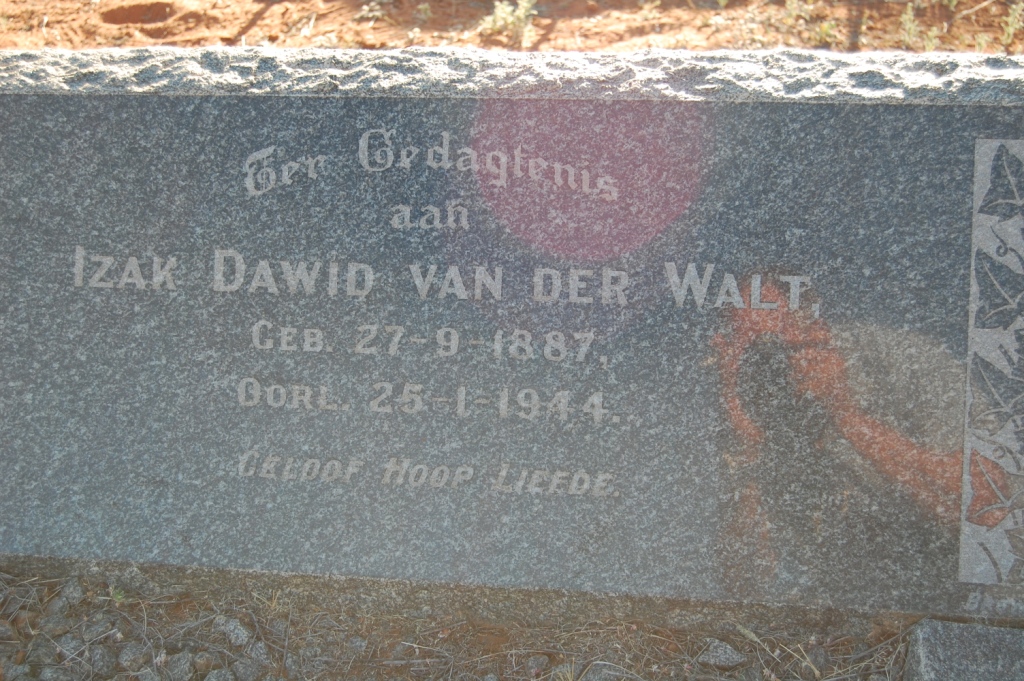 Ter Gedagtenis
aan
IZAK DAWID VAN DER WALT,
GEB. 27-9-1887,
OORL. 25-1-1944.
GELOOF HOOP LIEFDE.